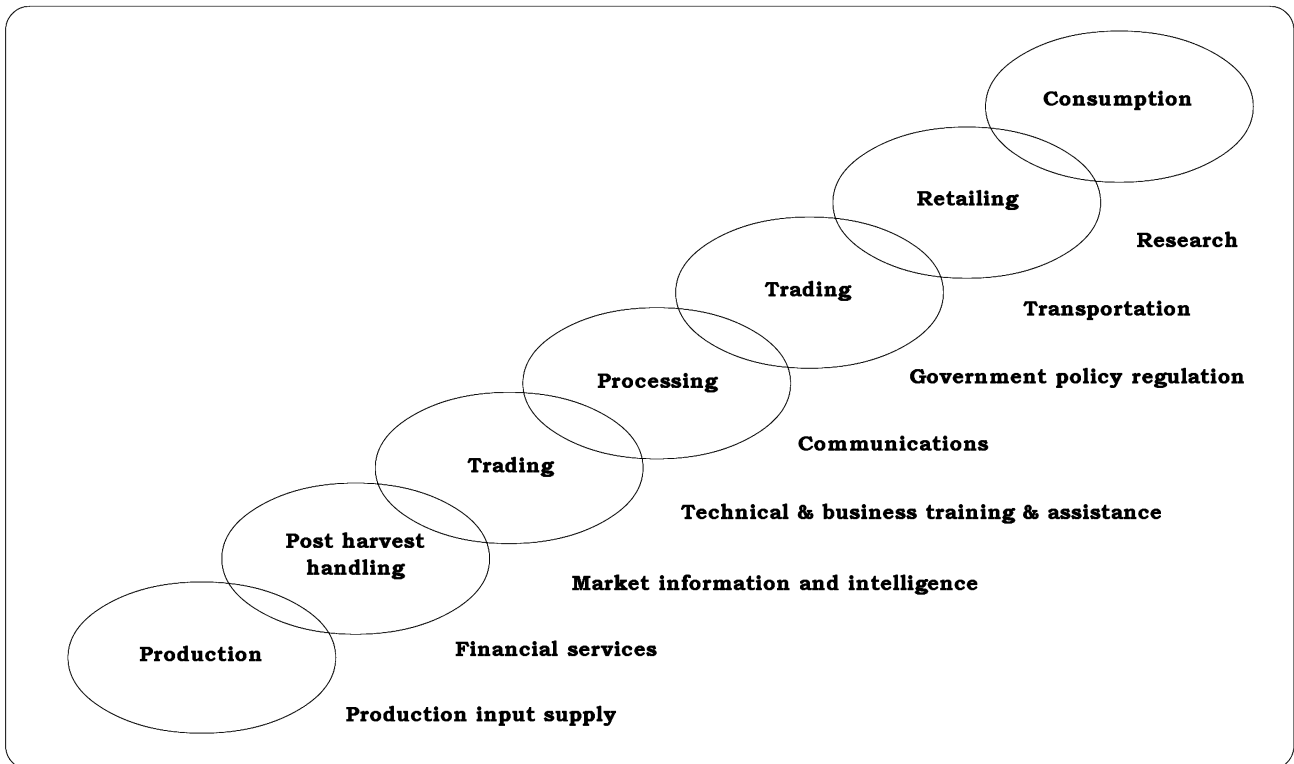 Consumption
Retailing
Research
Trading
Transportation
Processing
Government policy regulation
Communications
Trading
Technical & business training & assistance
Post harvest
handling
Market information and intelligence
Production
Financial services
Production input supply